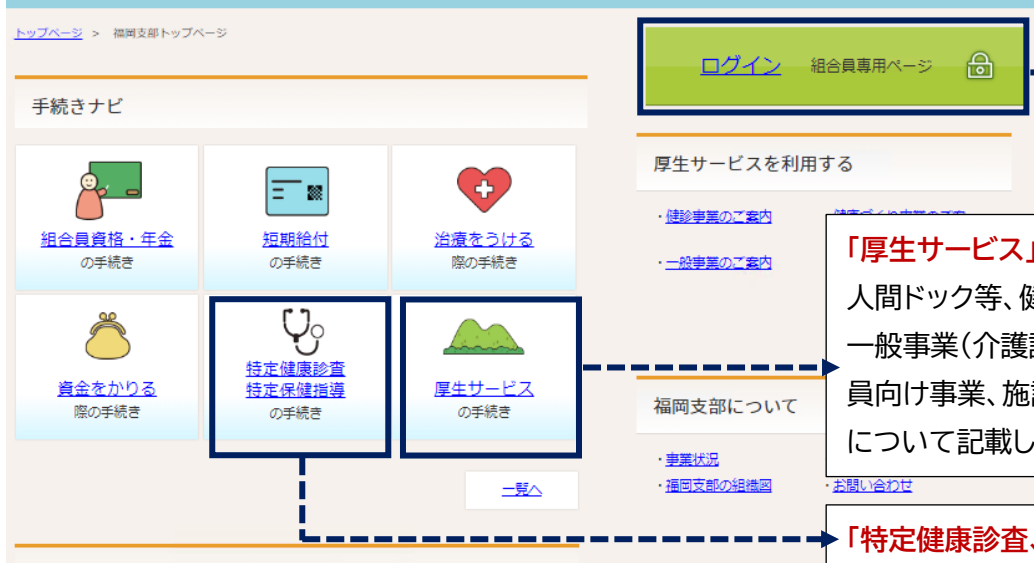 トップページ > 福岡支部トップページ
ログイン 組合員専用ページ
手続きナビ
組合員資格・年金
の手続き
短期給付
の手続き
治療をうける
際の手続き
資金をかりる
際の手続き
特定健康診査
特定保健指導
の手続き
厚生サービス
の手続き
一覧へ
厚生サービスを利用する
・健診事業のご案内
・一般事業のご案内
「厚生サービス」
人間ドック等、健
一般事業(介護
員向け事業、施
について記載し
福岡支部について
・事業状況
・福岡支部の組織図
・お問い合わせ
「特定健康診査、